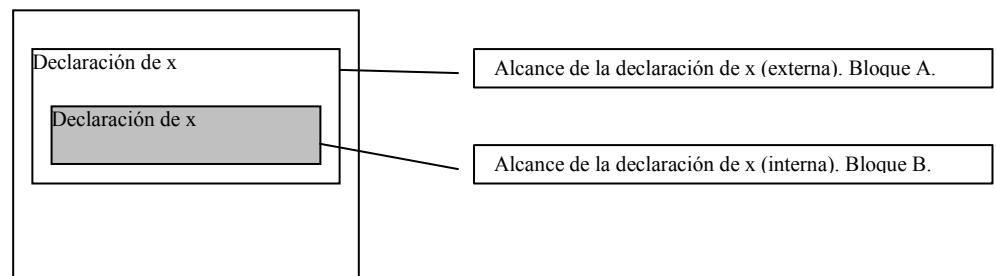 Declaración de x
Alcance de la declaración de x (externa). Bloque A.
Declaración de x
Alcance de la declaración de x (interna). Bloque B.